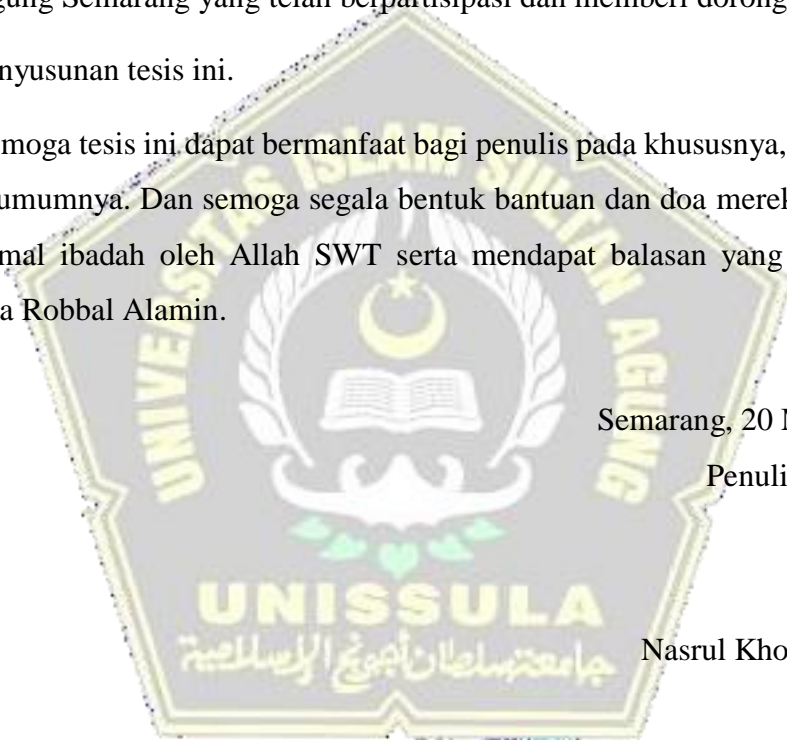 gung Semarang yang telah berpartisipasi dan memberi dorong
nyusunan tesis ini.
moga tesis ini dapat bermanfaat bagi penulis pada khususnya,
umumnya. Dan semoga segala bentuk bantuan dan doa merek
mal ibadah oleh Allah SWT serta mendapat balasan yang
a Robbal Alamin.
Semarang, 20 M
Penuli
Nasrul Kho
UNIVERSITAS ISLAM SULTAN AGUNG
UNISSULA
جامعتسلطان أجونج الإسلامية